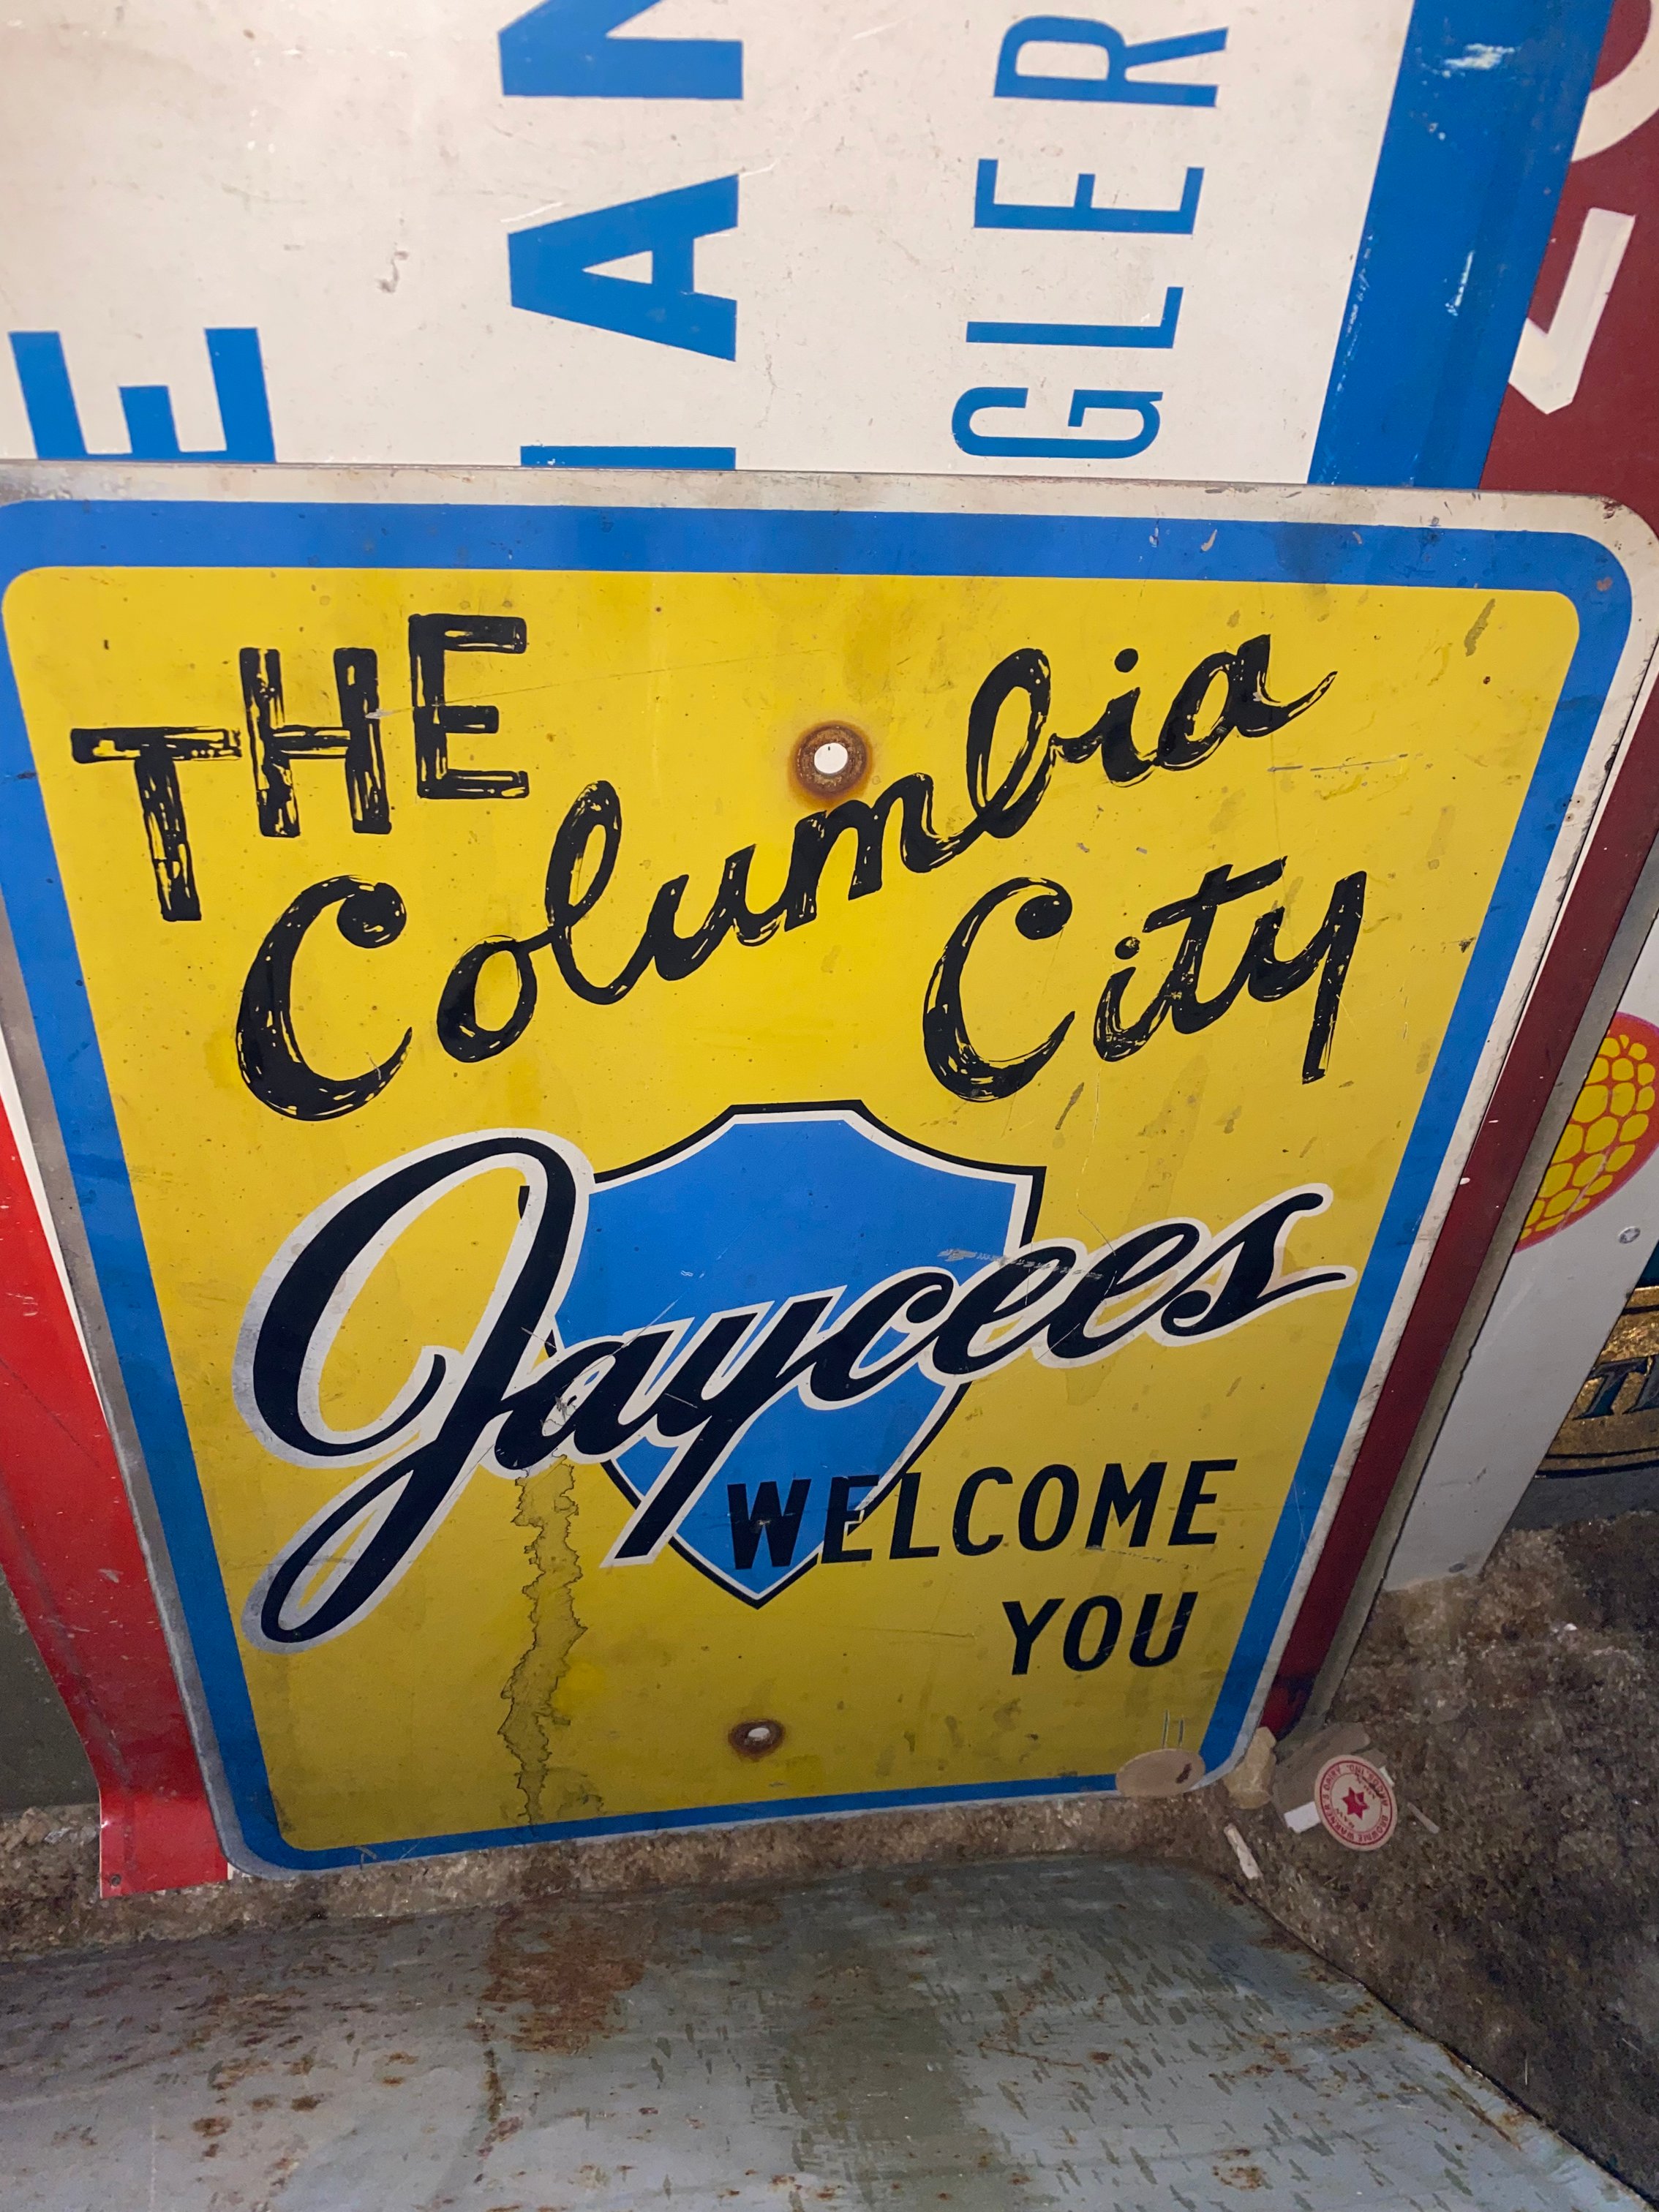 GLER
THE
Columbia
City
Jaycees
WELCOME
YOU